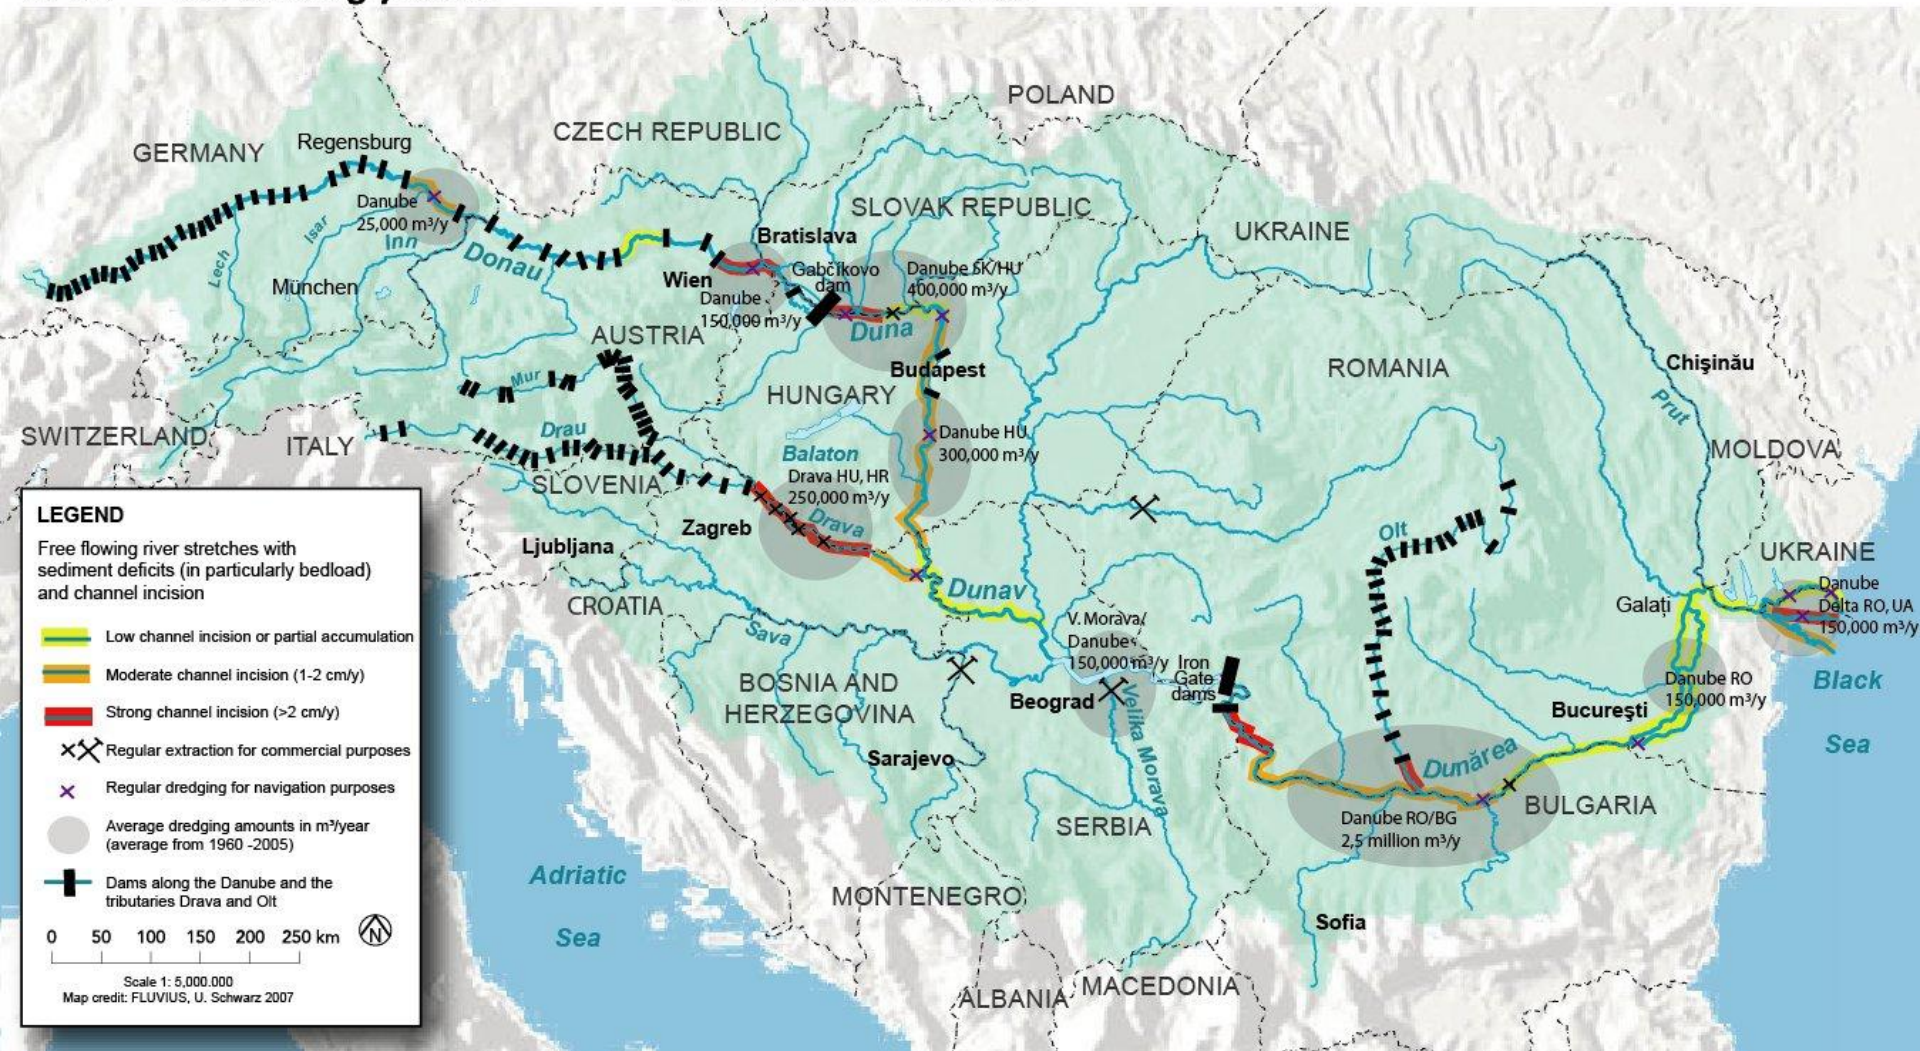 POLAND
CZECH REPUBLIC
GERMANY
Regensburg
Danube
25,000 m³/y
SLOVAK REPUBLIC
UKRAINE
Isar
Inn
Lech
Donau
München
Bratislava
Wien
Gabčíkovo
dam
Danube SK/HU
400,000 m³/y
Danube
150,000 m³/y
Duna
AUSTRIA
Budapest
ROMANIA
Chişinău
Mur
HUNGARY
Prut
SWITZERLAND
ITALY
Drau
Danube HU
300,000 m³/y
Balaton
MOLDOVA
SLOVENIA
Drava HU, HR
250,000 m³/y
Drava
Zagreb
Ljubljana
Olt
UKRAINE
CROATIA
Dunav
Danube
Delta RO, UA
150,000 m³/y
Galaţi
Sava
V. Morava/
Danube
150,000 m³/y
Iron
Gate
dams
BOSNIA AND
HERZEGOVINA
Beograd
Velika Morava
Danube RO
150,000 m³/y
Black
Sea
Bucureşti
Sarajevo
Dunărea
BULGARIA
SERBIA
Danube RO/BG
2,5 million m³/y
Adriatic
Sea
MONTENEGRO
Sofia
ALBANIA
MACEDONIA
LEGEND
Free flowing river stretches with
sediment deficits (in particularly bedload)
and channel incision
Low channel incision or partial accumulation
Moderate channel incision (1-2 cm/y)
Strong channel incision (>2 cm/y)
Regular extraction for commercial purposes
Regular dredging for navigation purposes
Average dredging amounts in m³/year
(average from 1960 -2005)
Dams along the Danube and the
tributaries Drava and Olt
0 50 100 150 200 250 km
N
Scale 1: 5,000.000
Map credit: FLUVIUS, U. Schwarz 2007